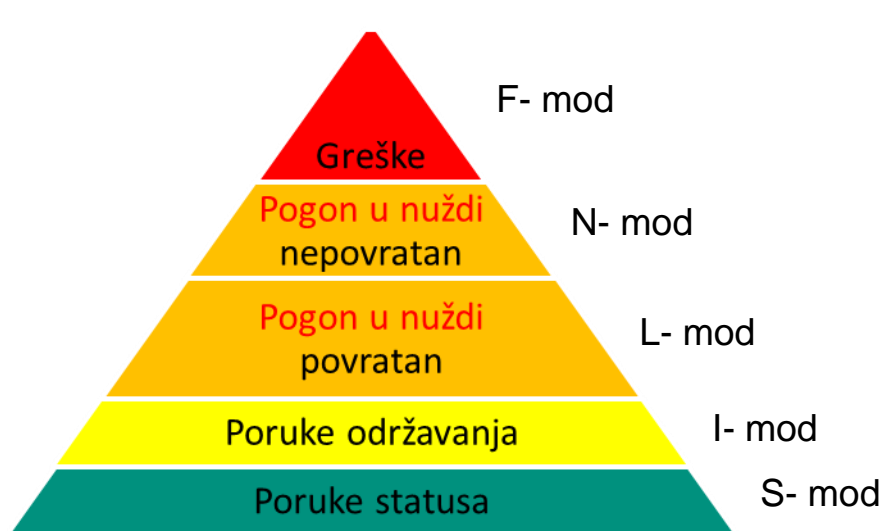 F- mod
Greške
Pogon u nuždi
nepovratan
N- mod
Pogon u nuždi
povratan
L- mod
Poruke održavanja
I- mod
Poruke statusa
S- mod